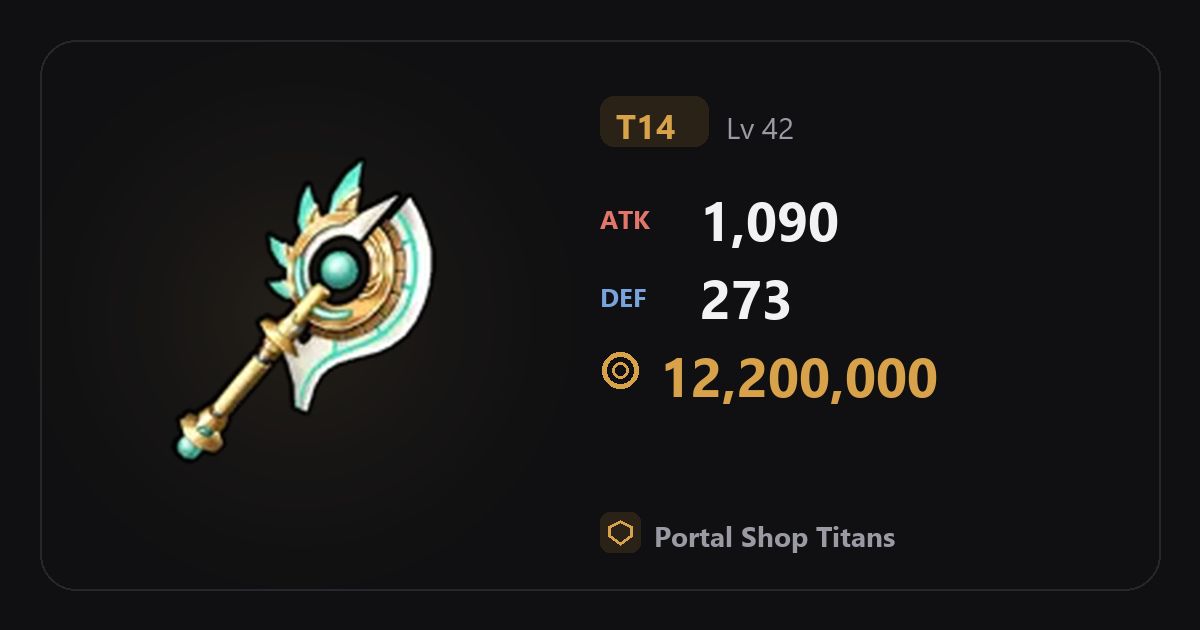 T14 Lv 42
ATK 1,090
DEF 273
12,200,000
Portal Shop Titans